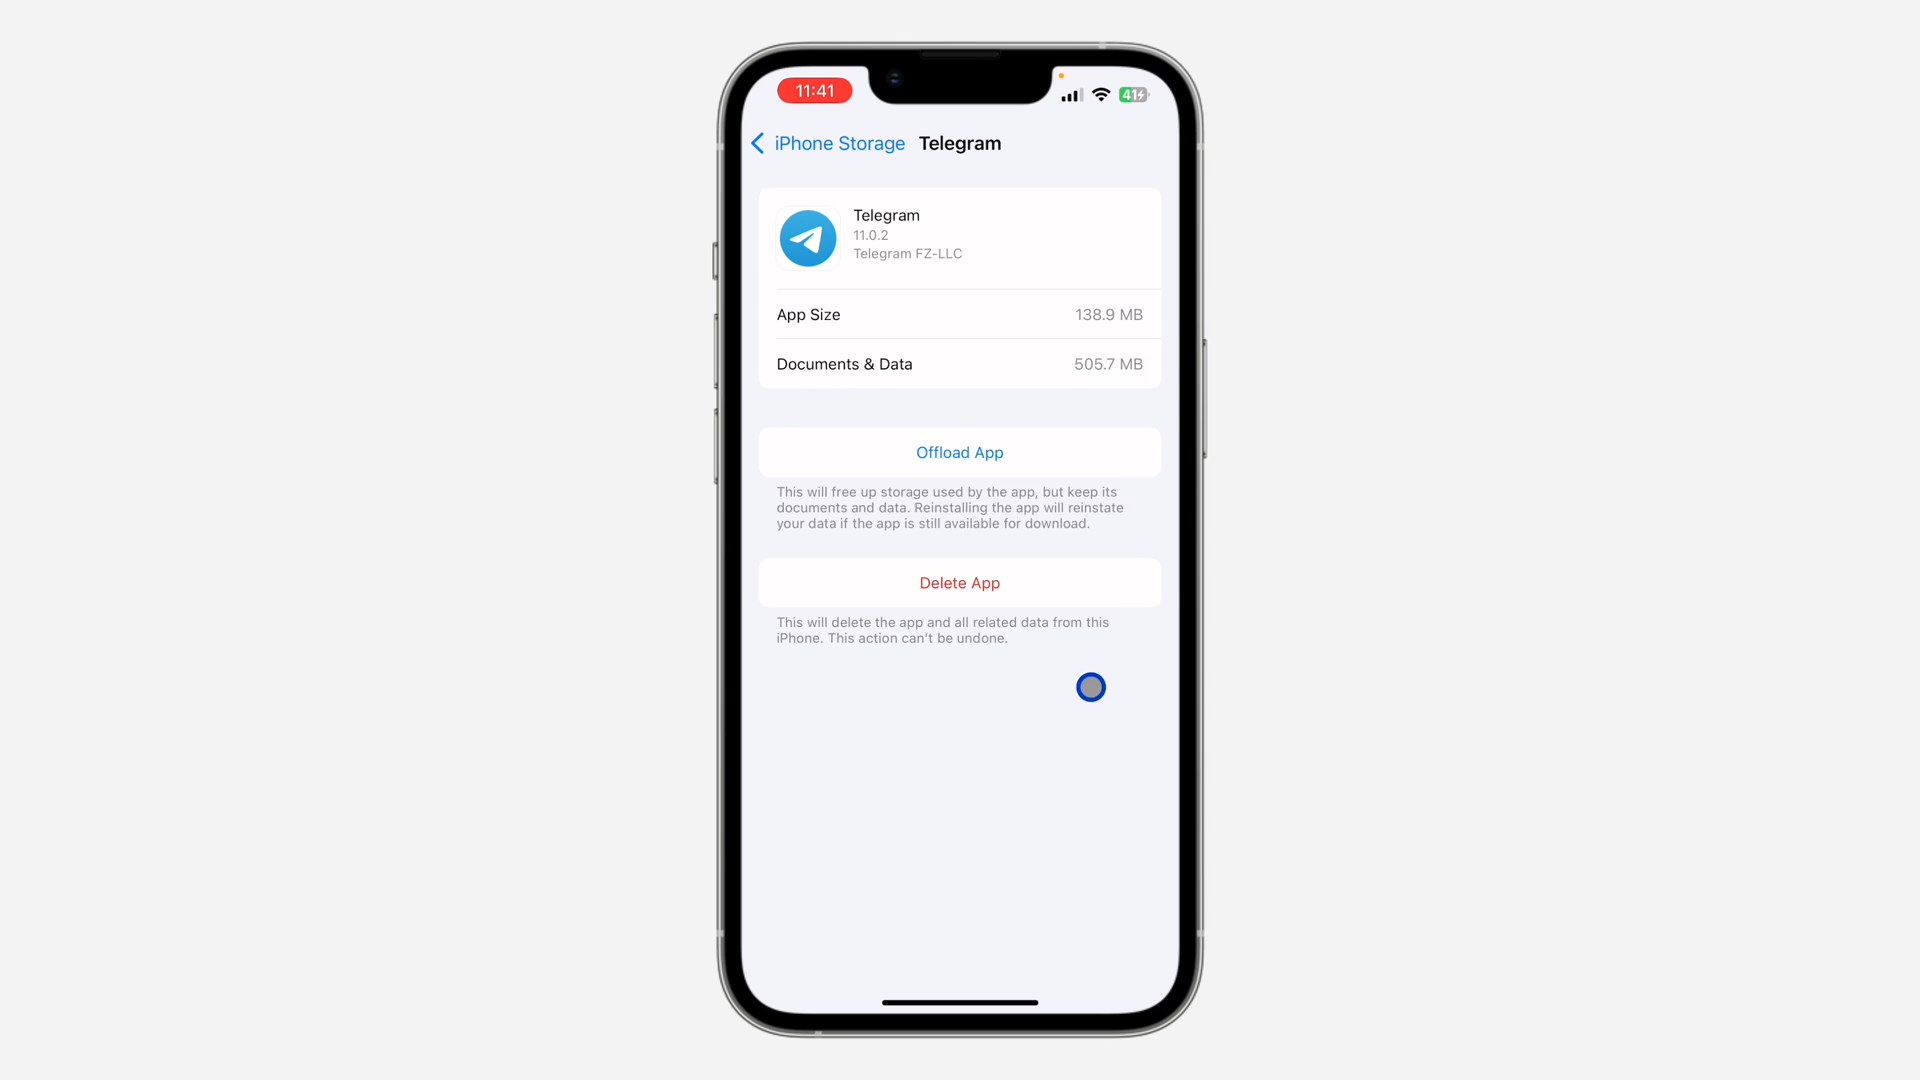 11:41
41
iPhone Storage Telegram
Telegram
11.0.2
Telegram FZ-LLC
App Size 138.9 MB
Documents & Data 505.7 MB
Offload App
This will free up storage used by the app, but keep its
documents and data. Reinstalling the app will reinstate
your data if the app is still available for download.
Delete App
This will delete the app and all related data from this
iPhone. This action can't be undone.